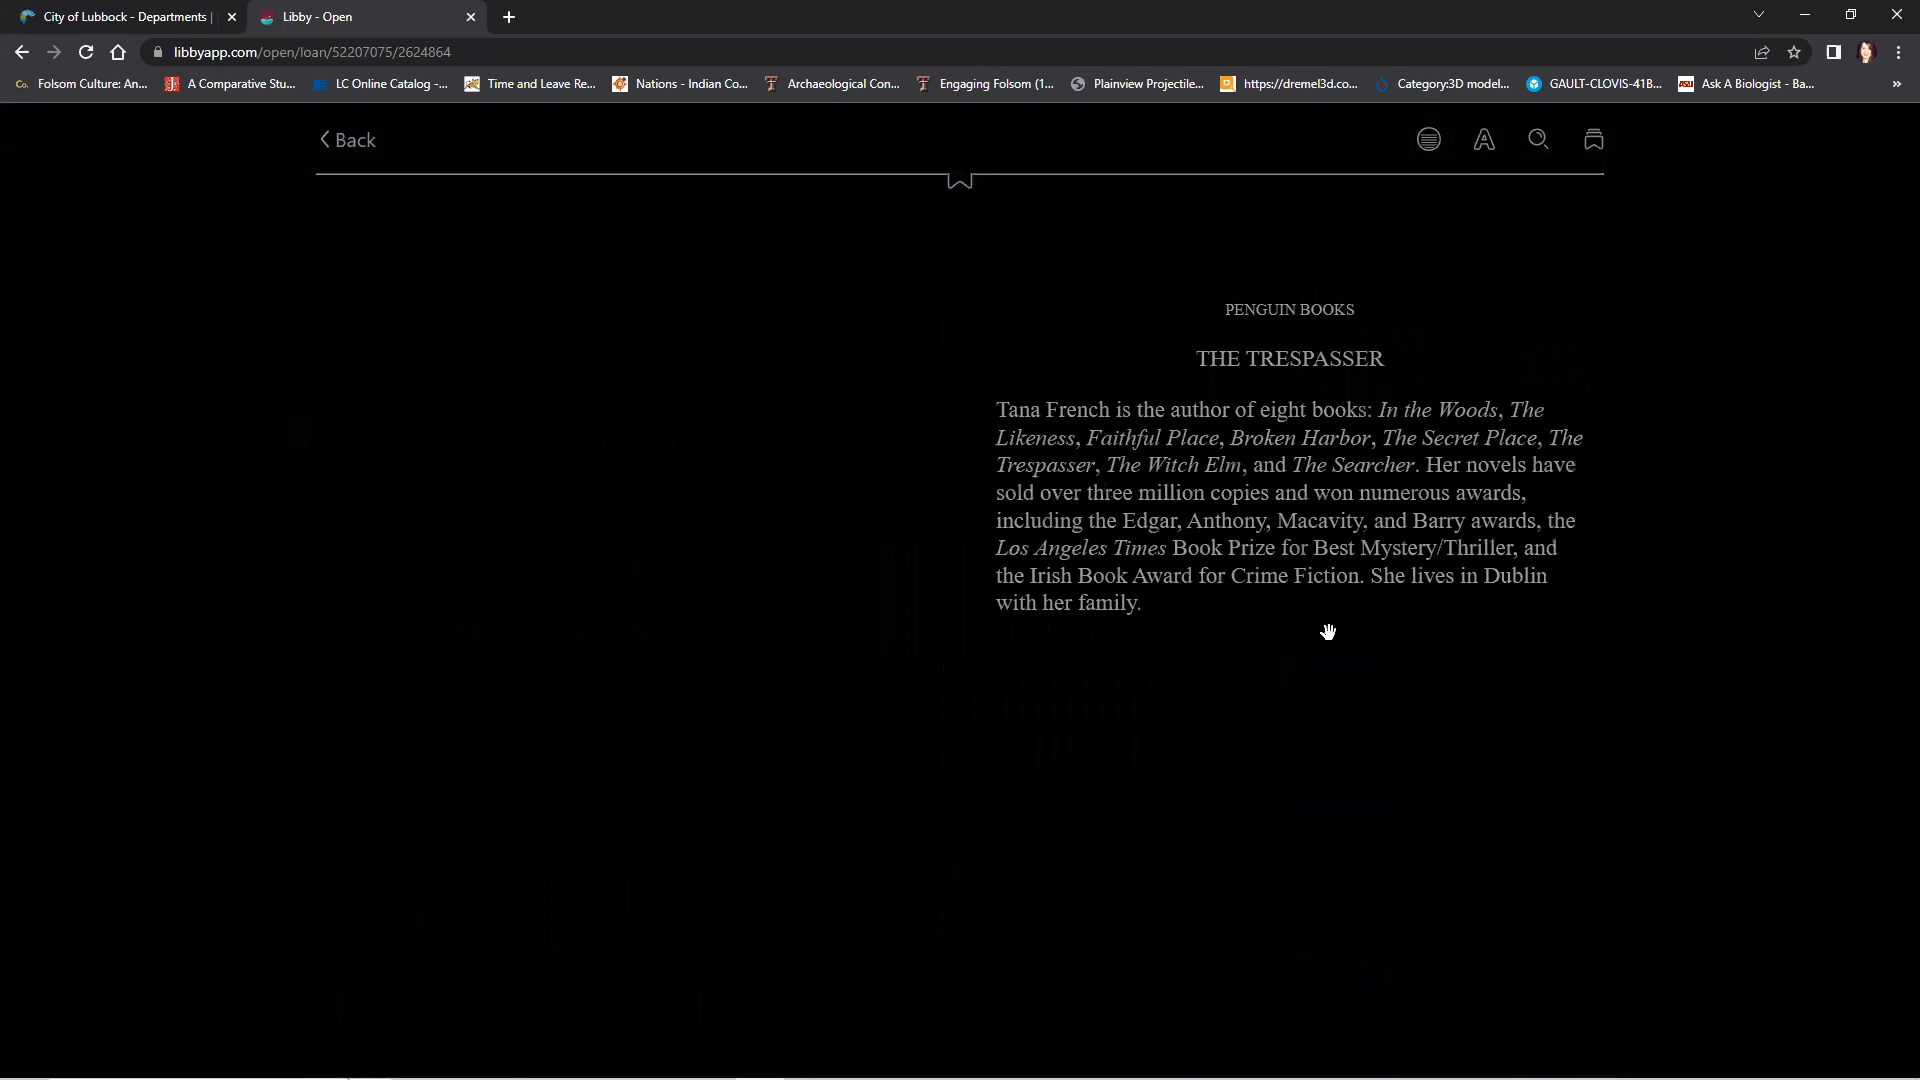 City of Lubbock - Departments |
Libby - Open
libbyapp.com/open/loan/52207075/2624864
Co. Folsom Culture: An...
A Comparative Stu...
LC Online Catalog -...
Time and Leave Re...
Nations - Indian Co...
Archaeological Con...
Engaging Folsom (1...
Plainview Projectile...
https://dremel3d.co...
Category:3D model...
GAULT-CLOVIS-41B...
ASU Ask A Biologist - Ba...
»
Back
PENGUIN BOOKS
THE TRESPASSER
Tana French is the author of eight books: In the Woods, The
Likeness, Faithful Place, Broken Harbor, The Secret Place, The
Trespasser, The Witch Elm, and The Searcher. Her novels have
sold over three million copies and won numerous awards,
including the Edgar, Anthony, Macavity, and Barry awards, the
Los Angeles Times Book Prize for Best Mystery/Thriller, and
the Irish Book Award for Crime Fiction. She lives in Dublin
with her family.